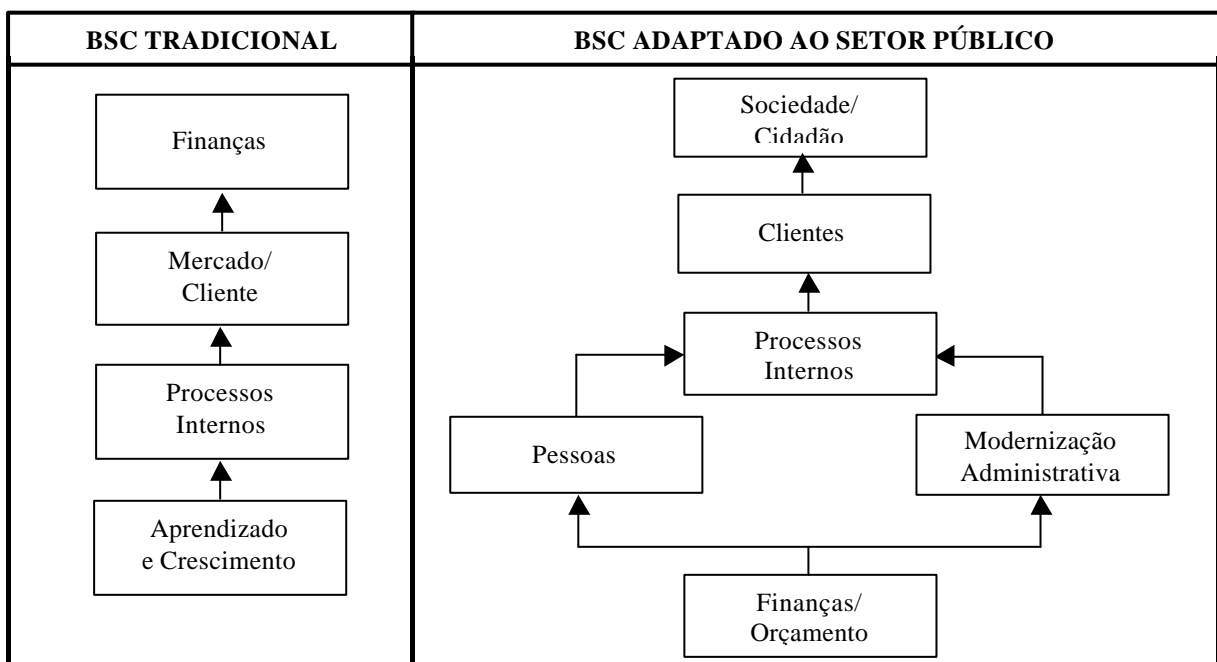 BSC TRADICIONAL
BSC ADAPTADO AO SETOR PÚBLICO
Finanças
Mercado/
Cliente
Processos
Internos
Aprendizado
e Crescimento
Sociedade/
Cidadão
Clientes
Processos
Internos
Pessoas
Modernização
Administrativa
Finanças/
Orçamento